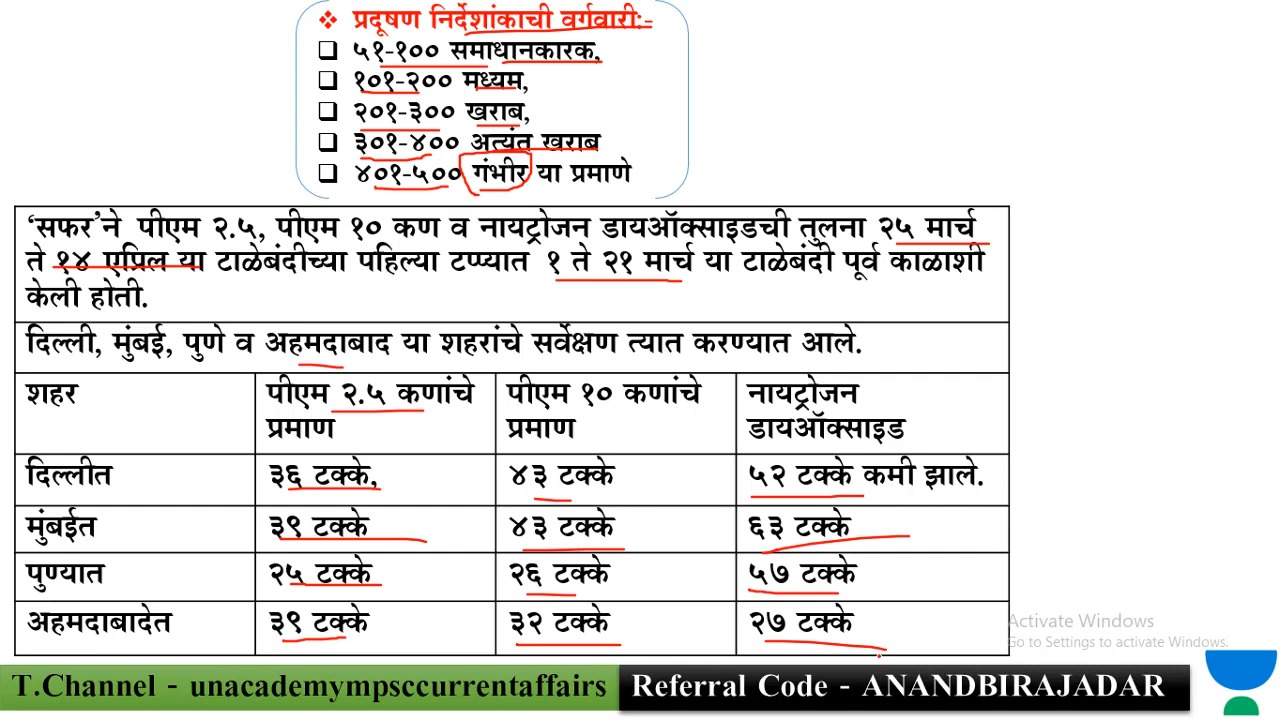 ❖ प्रदूषण निर्देशांकाची वर्गवारी:-
❑ ५१-१०० समाधानकारक,
❑ १०१-२०० मध्यम,
❑ २०१-३०० खराब,
❑ ३०१-४०० अत्यंत खराब
❑ ४०१-५०० गंभीर या प्रमाणे
‘सफर’ने पीएम २.५, पीएम १० कण व नायट्रोजन डायऑक्साइडची तुलना २५ मार्च
ते १४ एप्रिल या टाळेबंदीच्या पहिल्या टप्प्यात १ ते २१ मार्च या टाळेबंदी पूर्व काळाशी
केली होती.
दिल्ली, मुंबई, पुणे व अहमदाबाद या शहरांचे सर्वेक्षण त्यात करण्यात आले.
शहर पीएम २.५ कणांचे प्रमाण पीएम १० कणांचे प्रमाण नायट्रोजन डायऑक्साइड
दिल्लीत ३६ टक्के, ४३ टक्के ५२ टक्के कमी झाले.
मुंबईत ३९ टक्के ४३ टक्के ६३ टक्के
पुण्यात २५ टक्के २६ टक्के ५७ टक्के
अहमदाबादेत ३९ टक्के ३२ टक्के २७ टक्के
Activate Windows
Go to Settings to activate Windows.
T.Channel - unacademympsccurrentaffairs Referral Code - ANANDBIRAJADAR